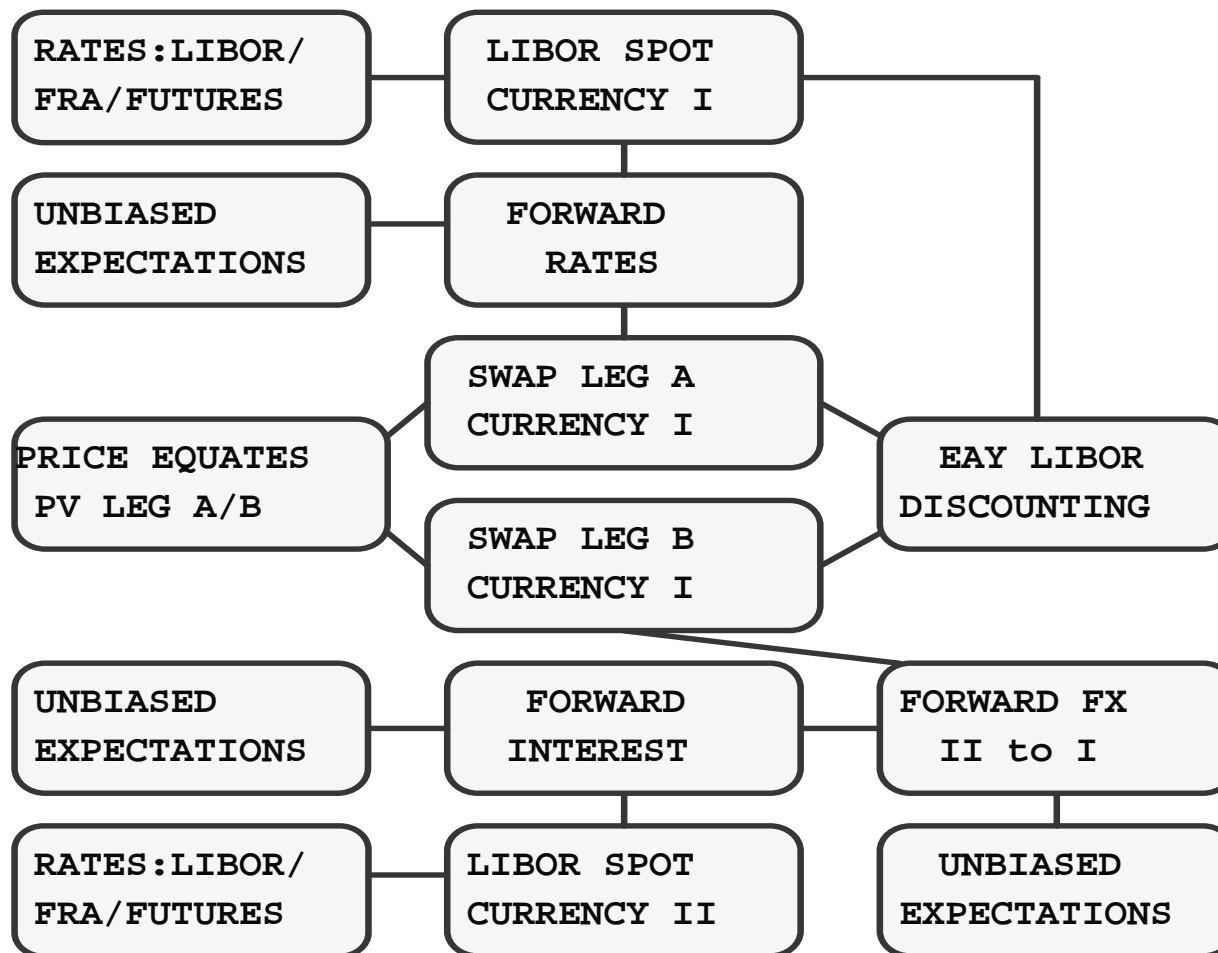 RATES:LIBOR/
FRA/FUTURES
LIBOR SPOT
CURRENCY I
UNBIASED
EXPECTATIONS
FORWARD
RATES
SWAP LEG A
CURRENCY I
PRICE EQUATES
PV LEG A/B
EAY LIBOR
DISCOUNTING
SWAP LEG B
CURRENCY I
UNBIASED
EXPECTATIONS
FORWARD
INTEREST
FORWARD FX
II to I
RATES:LIBOR/
FRA/FUTURES
LIBOR SPOT
CURRENCY II
UNBIASED
EXPECTATIONS